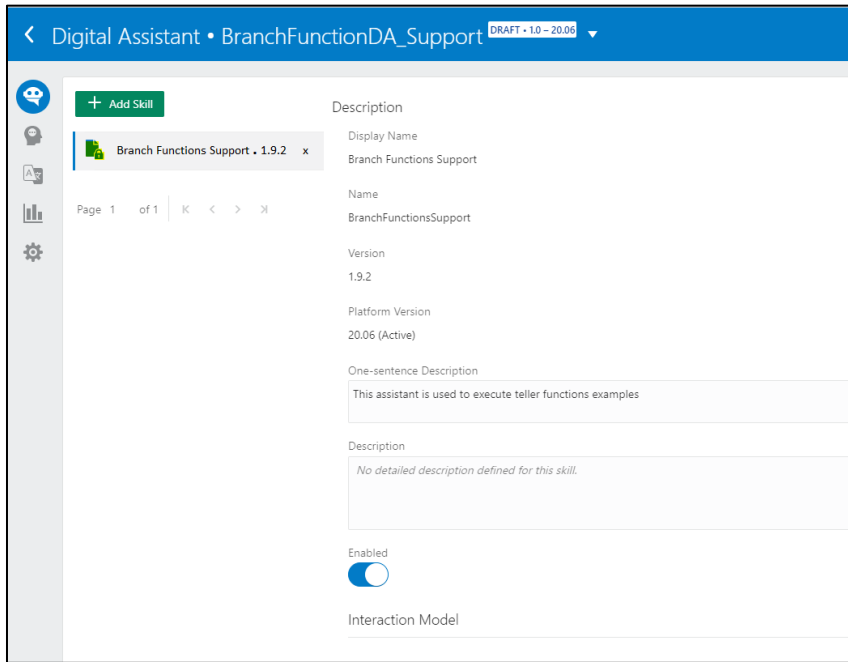 Digital Assistant • BranchFunctionDA_Support DRAFT • 1.0 – 20.06
+ Add Skill
Branch Functions Support . 1.9.2 x
Page 1 of 1
Description
Display Name
Branch Functions Support
Name
BranchFunctionsSupport
Version
1.9.2
Platform Version
20.06 (Active)
One-sentence Description
This assistant is used to execute teller functions examples
Description
No detailed description defined for this skill.
Enabled
Interaction Model